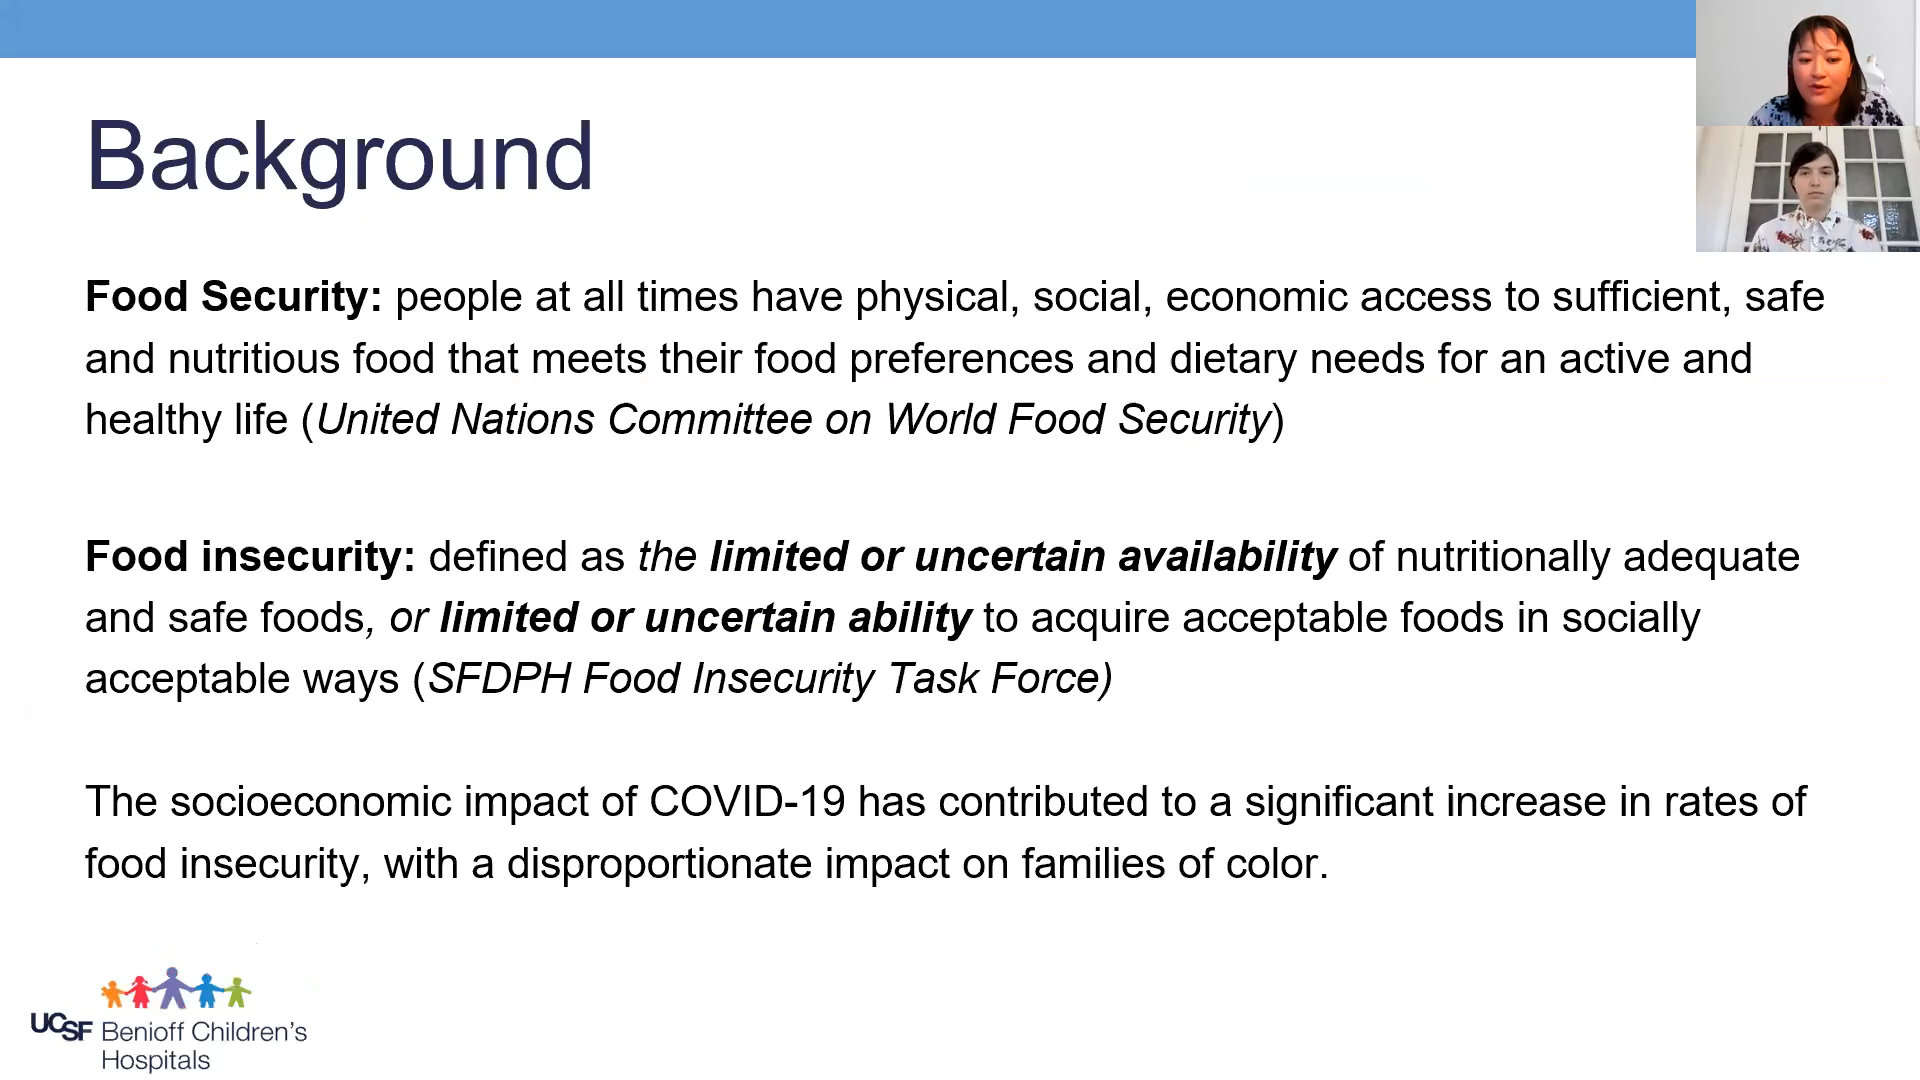 Background
Food Security: people at all times have physical, social, economic access to sufficient, safe
and nutritious food that meets their food preferences and dietary needs for an active and
healthy life (United Nations Committee on World Food Security)
Food insecurity: defined as the limited or uncertain availability of nutritionally adequate
and safe foods, or limited or uncertain ability to acquire acceptable foods in socially
acceptable ways (SFDPH Food Insecurity Task Force)
The socioeconomic impact of COVID-19 has contributed to a significant increase in rates of
food insecurity, with a disproportionate impact on families of color.
UCSF Benioff Children's
Hospitals